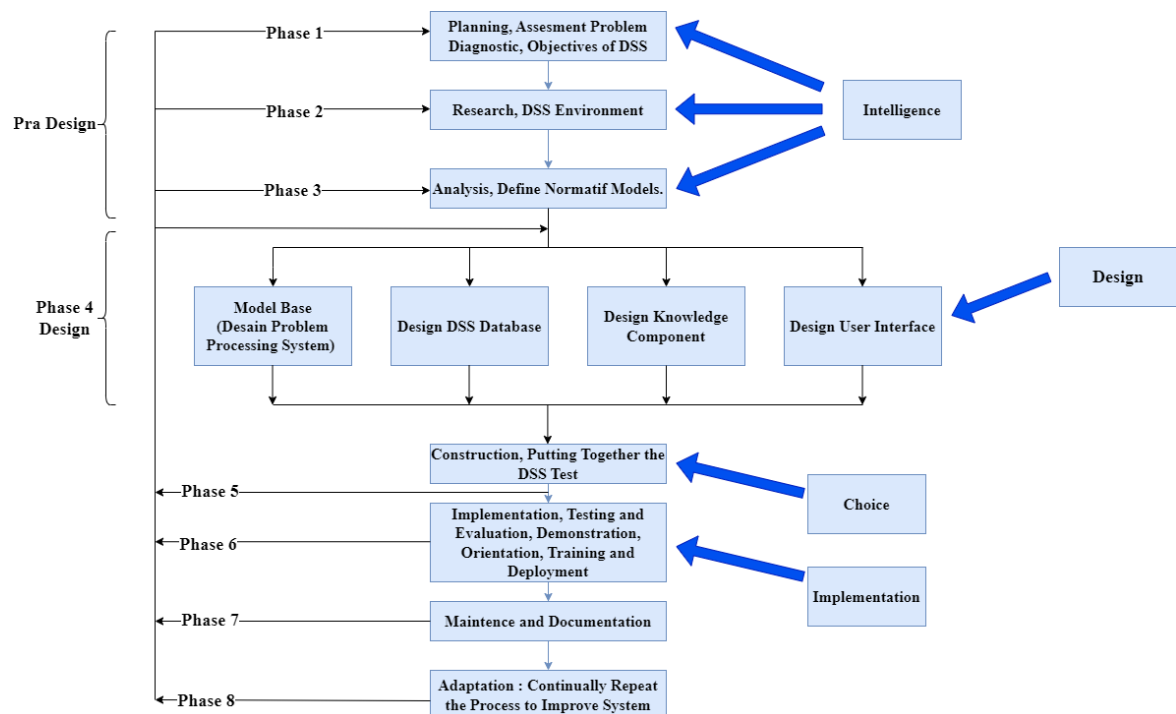 Phase 1
Planning, Assesment Problem
Diagnostic, Objectives of DSS
Pra Design
Phase 2
Research, DSS Environment
Intelligence
Phase 3
Analysis, Define Normatif Models.
Phase 4
Design
Model Base
(Desain Problem
Processing System)
Design DSS Database
Design Knowledge
Component
Design User Interface
Design
Construction, Putting Together the
DSS Test
Phase 5
Choice
Phase 6
Implementation, Testing and
Evaluation, Demonstration,
Orientation, Training and
Deployment
Implementation
Phase 7
Maintence and Documentation
Phase 8
Adaptation : Continually Repeat
the Process to Improve System